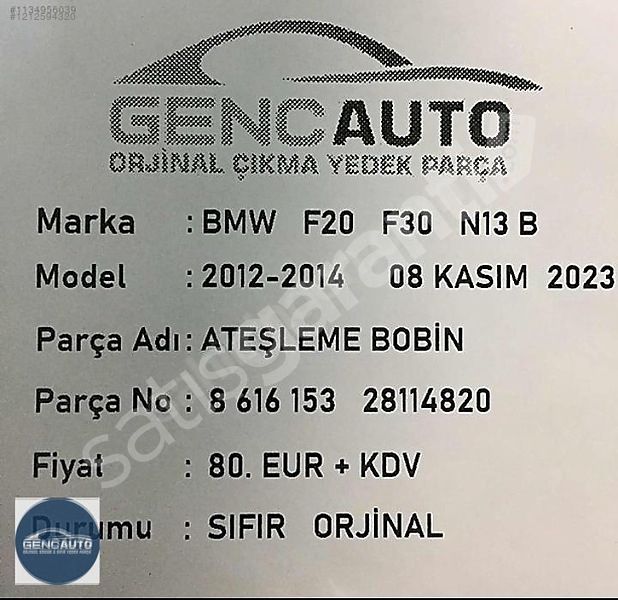 #1134956039
#1212594320
GENCAUTO
ORJİNAL ÇIKMA YEDEK PARÇA
Marka : BMW F20 F30 N13 B
Model : 2012-2014 08 KASIM 2023
Parça Adı : ATEŞLEME BOBİN
Parça No : 8 616 153 28114820
Fiyat : 80. EUR + KDV
Durumu : SIFIR ORJİNAL
GENCAUTO
satisgaranti